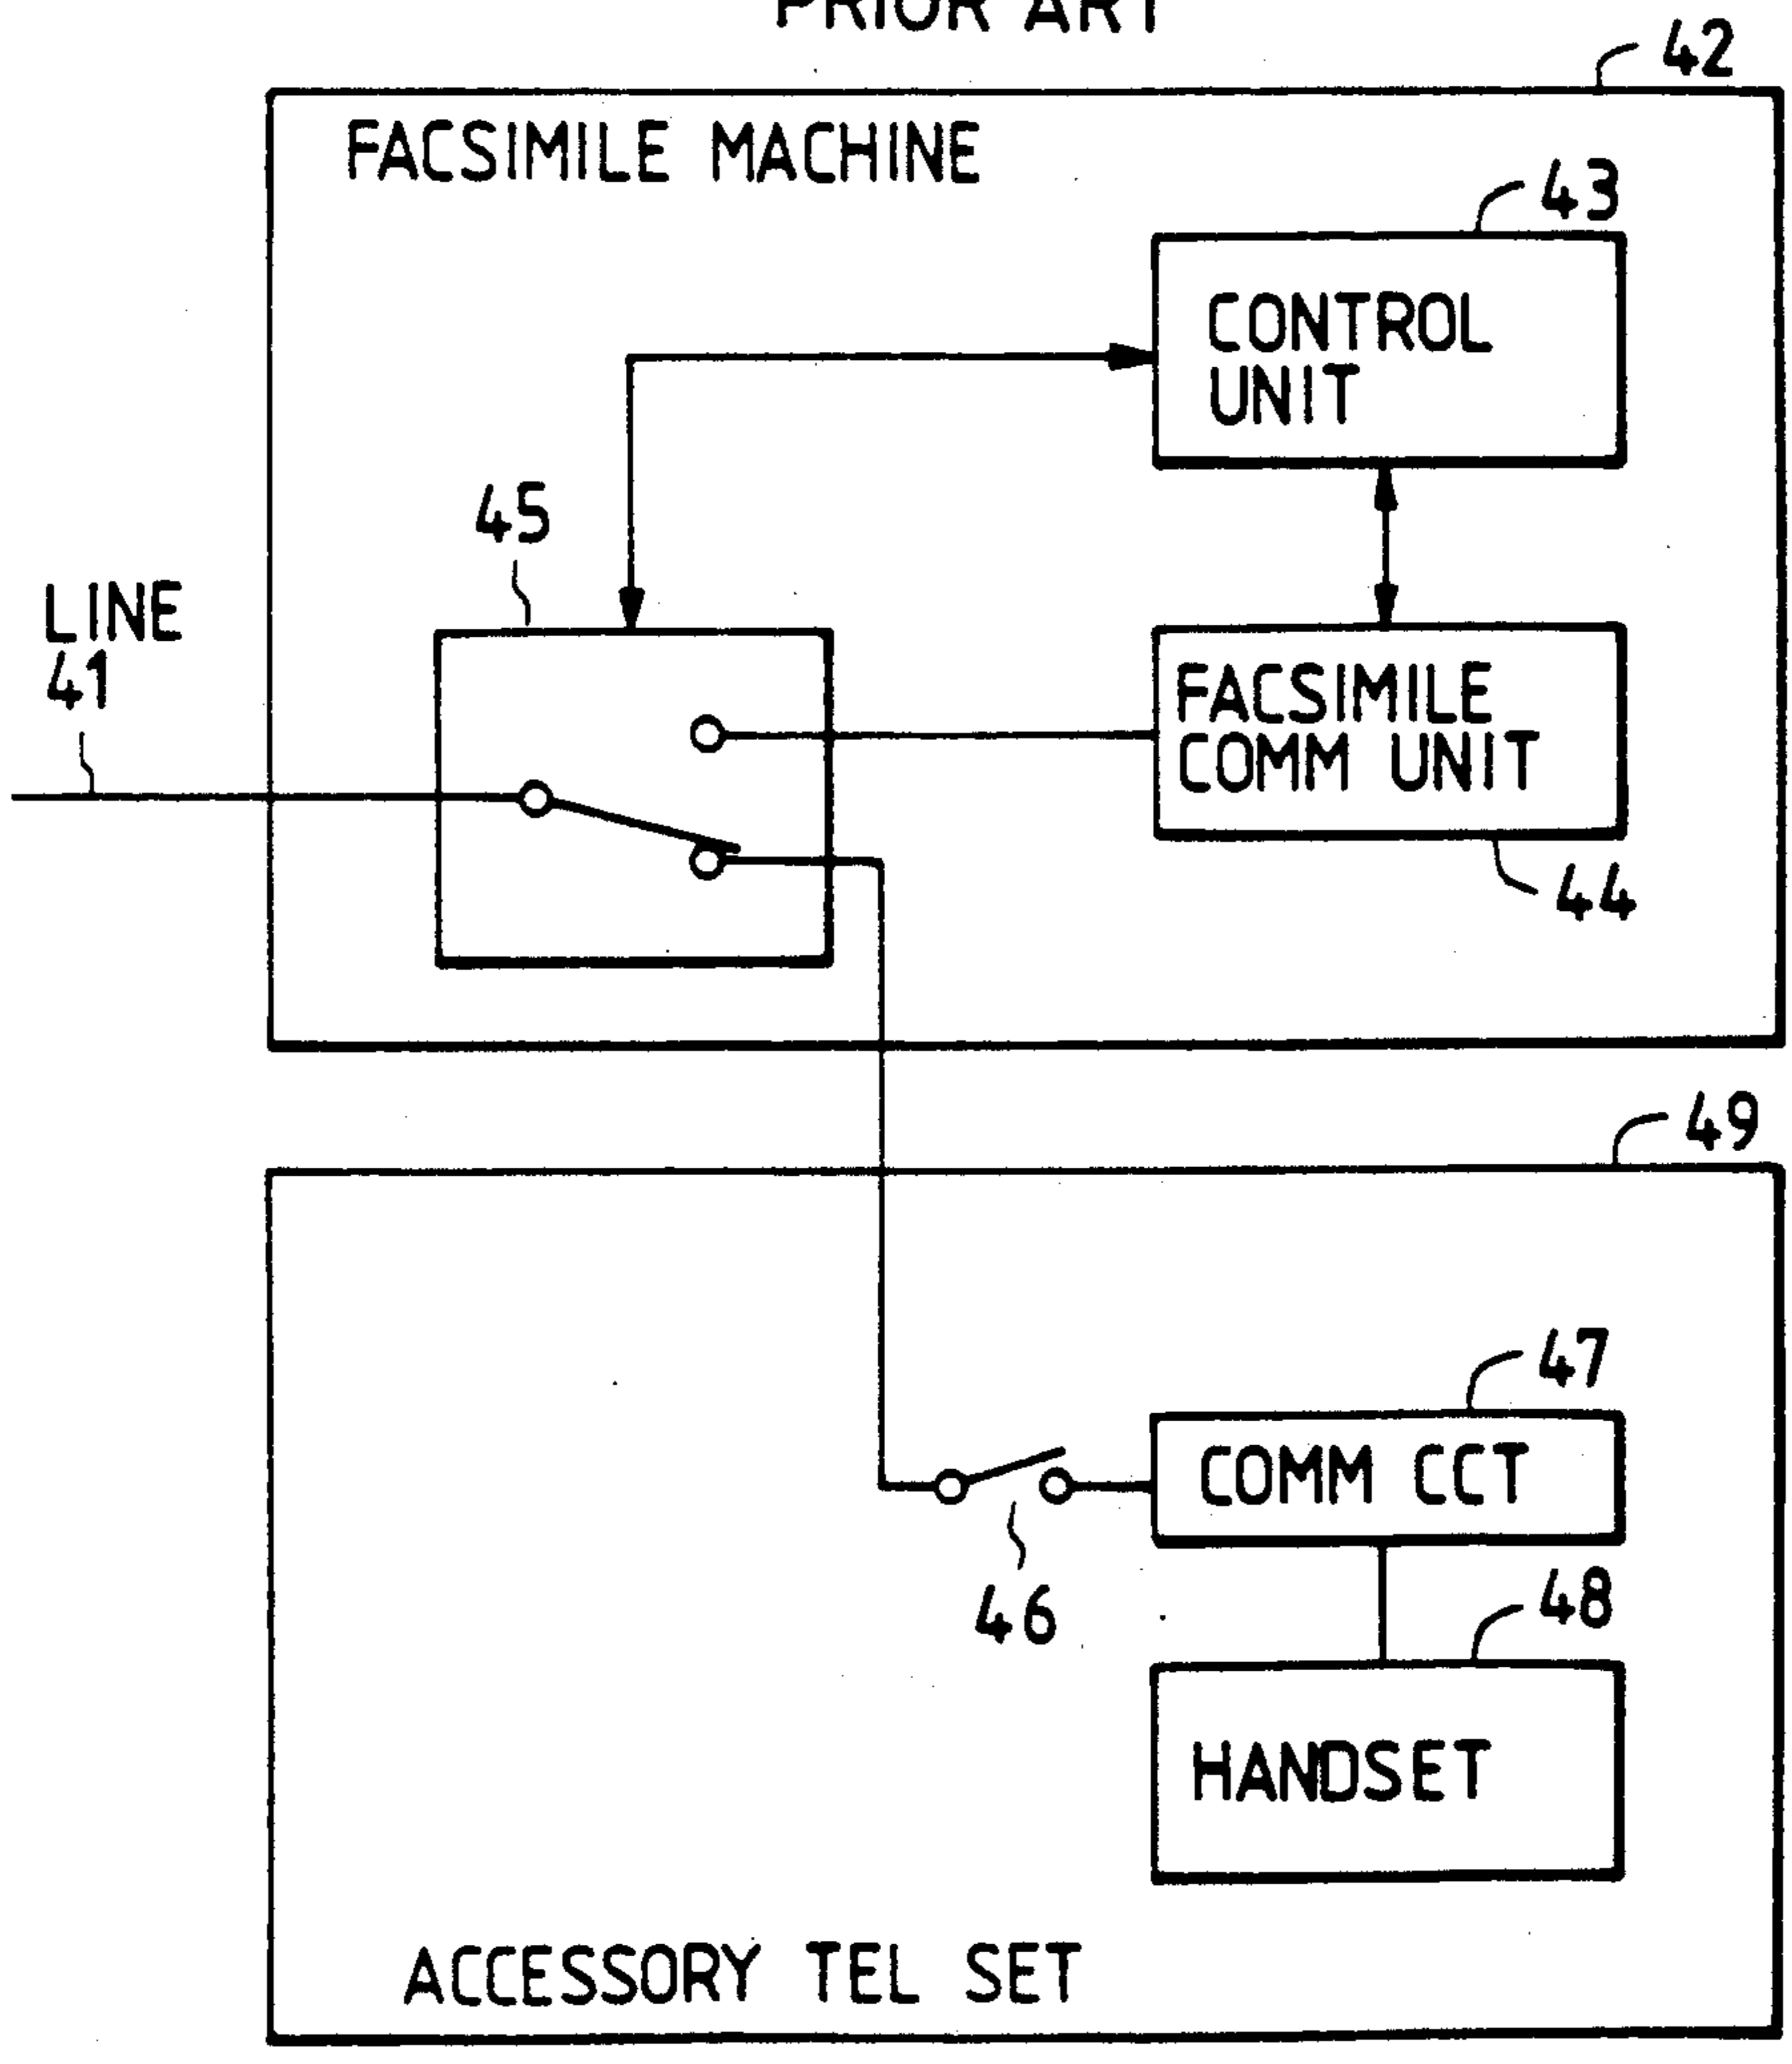 PRIOR ART
42
FACSIMILE MACHINE
43
CONTROL
UNIT
45
LINE
41
FACSIMILE
COMM UNIT
44
49
47
COMM CCT
46
48
HANDSET
ACCESSORY TEL SET